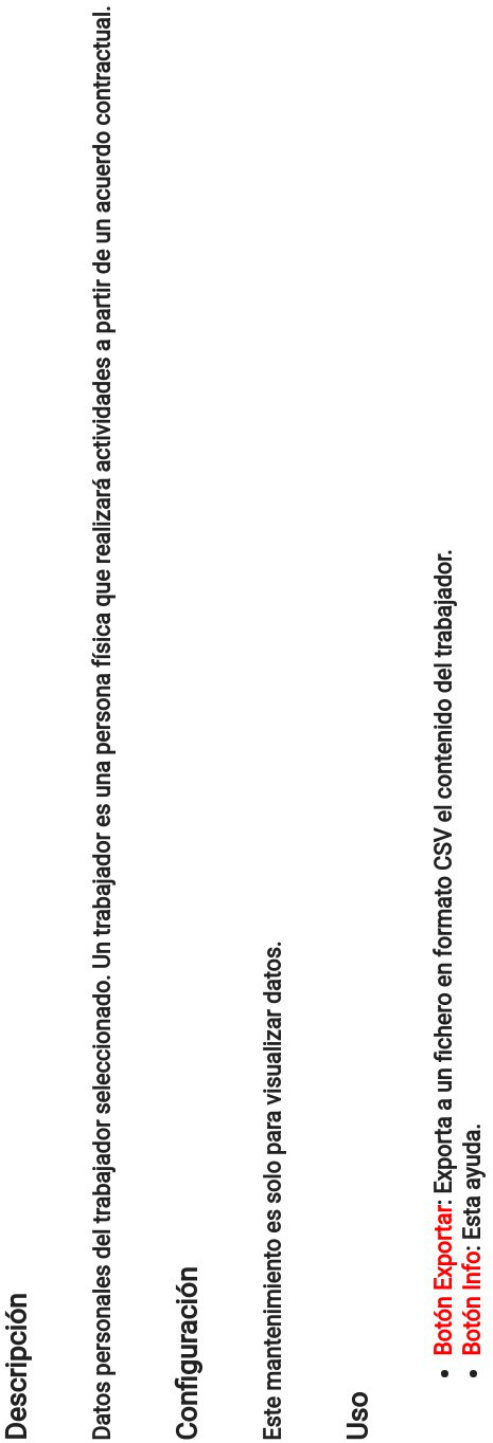 Descripción
Datos personales del trabajador seleccionado. Un trabajador es una persona física que realizará actividades a partir de un acuerdo contractual.
Configuración
Este mantenimiento es solo para visualizar datos.
Uso
• Botón Exportar: Exporta a un fichero en formato CSV el contenido del trabajador.
• Botón Info: Esta ayuda.